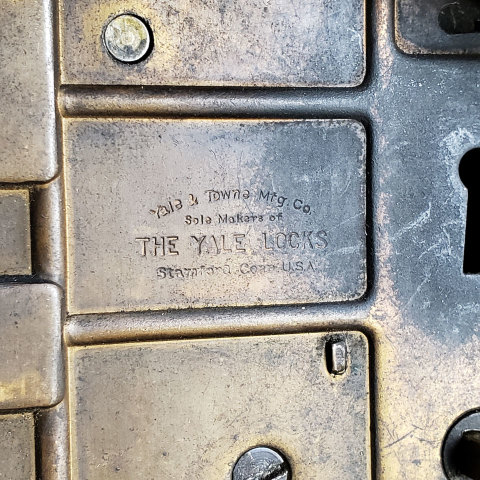 Yale & Towne Mfg. Co.
Sole Makers of
THE YALE LOCKS
Stamford Conn. U.S.A.